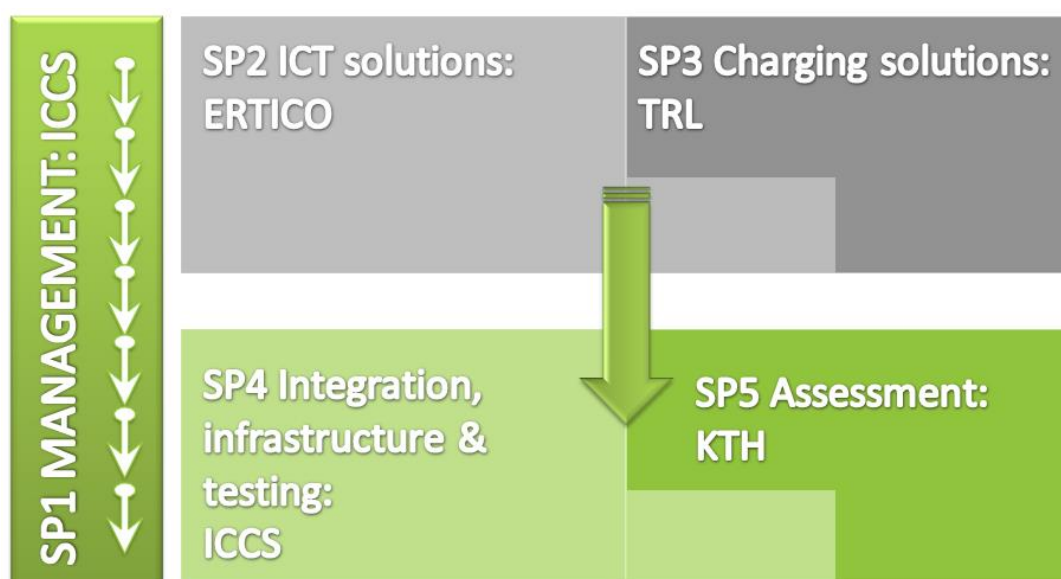 SP1 MANAGEMENT: ICCS
SP2 ICT solutions:
ERTICO
SP3 Charging solutions:
TRL
SP4 Integration,
infrastructure &
testing:
ICCS
SP5 Assessment:
KTH